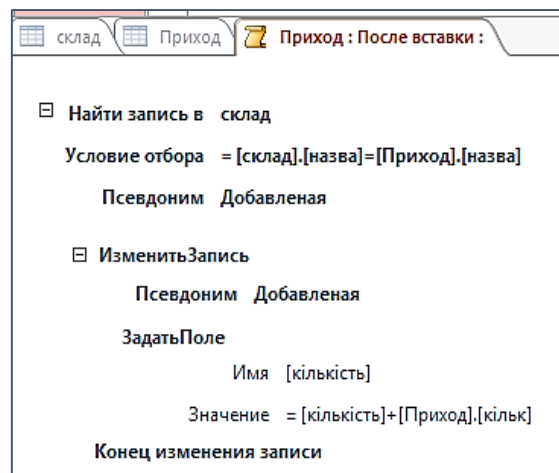 склад Приход Приход : После вставки :
Найти запись в склад
Условие отбора = [склад].[назва]=[Приход].[назва]
Псевдоним Добавленая
ИзменитьЗапись
Псевдоним Добавленая
ЗадатьПоле
Имя [кількість]
Значение = [кількість]+[Приход].[кільк]
Конец изменения записи